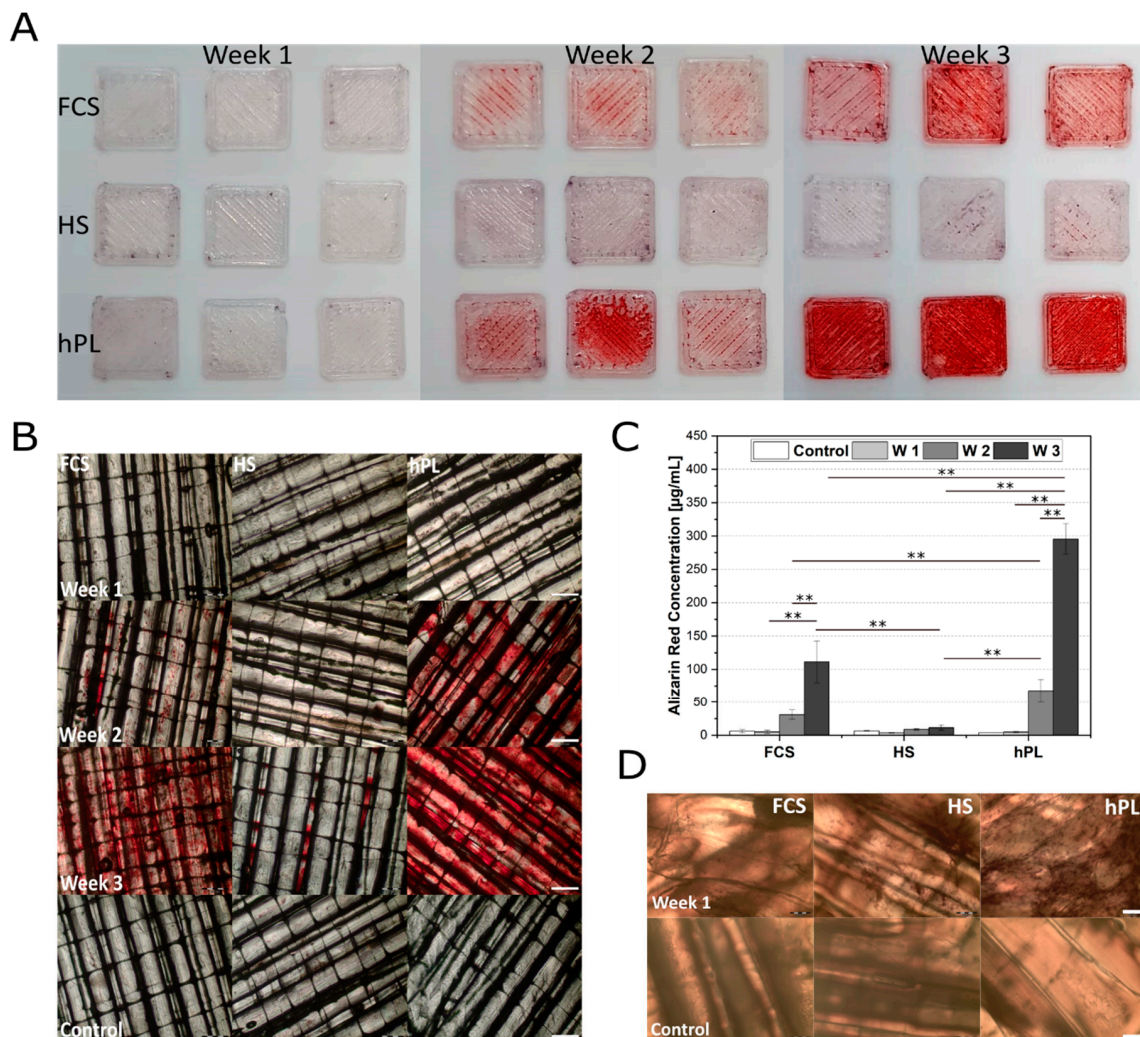 A
Week 1 Week 2 Week 3
FCS
HS
hPL
B
FCS HS hPL
Week 1
Week 2
Week 3
Control
C
Control W 1 W 2 W 3
Alizarin Red Concentration [µg/mL]
450
400
350
300
250
200
150
100
50
0
**
**
**
**
**
**
**
**
**
FCS HS hPL
D
FCS HS hPL
Week 1
Control